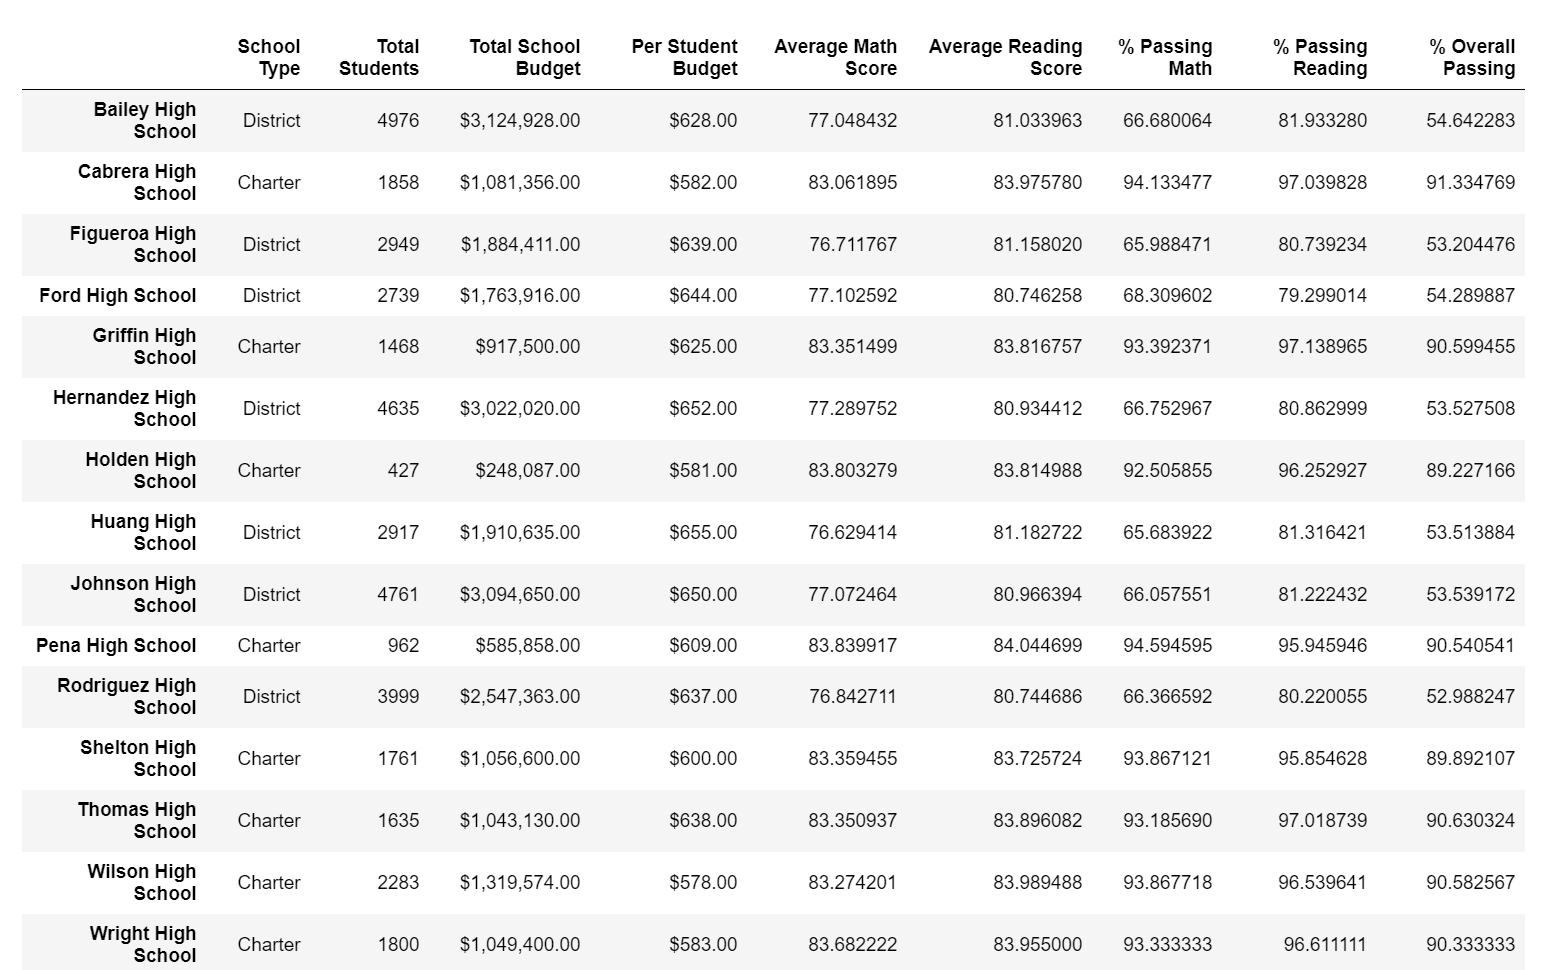 School Type Total Students Total School Budget Per Student Budget Average Math Score Average Reading Score % Passing Math % Passing Reading % Overall Passing
Bailey High School District 4976 $3,124,928.00 $628.00 77.048432 81.033963 66.680064 81.933280 54.642283
Cabrera High School Charter 1858 $1,081,356.00 $582.00 83.061895 83.975780 94.133477 97.039828 91.334769
Figueroa High School District 2949 $1,884,411.00 $639.00 76.711767 81.158020 65.988471 80.739234 53.204476
Ford High School District 2739 $1,763,916.00 $644.00 77.102592 80.746258 68.309602 79.299014 54.289887
Griffin High School Charter 1468 $917,500.00 $625.00 83.351499 83.816757 93.392371 97.138965 90.599455
Hernandez High School District 4635 $3,022,020.00 $652.00 77.289752 80.934412 66.752967 80.862999 53.527508
Holden High School Charter 427 $248,087.00 $581.00 83.803279 83.814988 92.505855 96.252927 89.227166
Huang High School District 2917 $1,910,635.00 $655.00 76.629414 81.182722 65.683922 81.316421 53.513884
Johnson High School District 4761 $3,094,650.00 $650.00 77.072464 80.966394 66.057551 81.222432 53.539172
Pena High School Charter 962 $585,858.00 $609.00 83.839917 84.044699 94.594595 95.945946 90.540541
Rodriguez High School District 3999 $2,547,363.00 $637.00 76.842711 80.744686 66.366592 80.220055 52.988247
Shelton High School Charter 1761 $1,056,600.00 $600.00 83.359455 83.725724 93.867121 95.854628 89.892107
Thomas High School Charter 1635 $1,043,130.00 $638.00 83.350937 83.896082 93.185690 97.018739 90.630324
Wilson High School Charter 2283 $1,319,574.00 $578.00 83.274201 83.989488 93.867718 96.539641 90.582567
Wright High School Charter 1800 $1,049,400.00 $583.00 83.682222 83.955000 93.333333 96.611111 90.333333